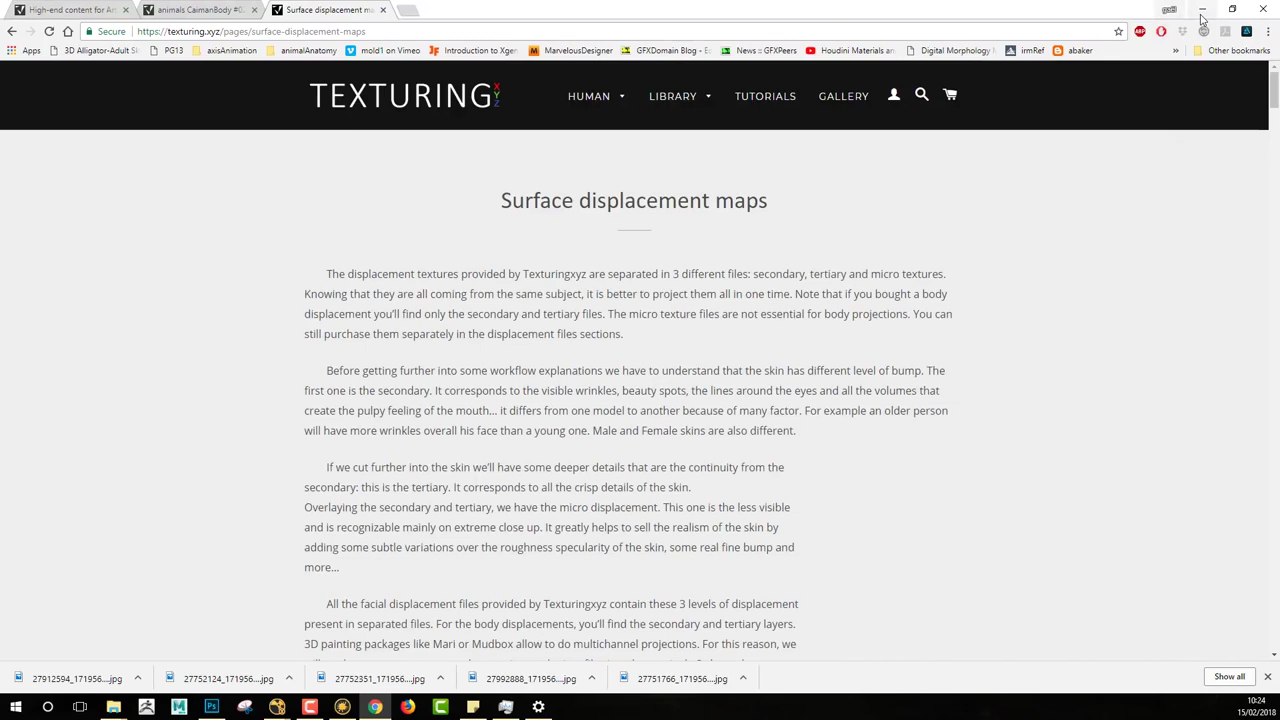 High-end content for Ar
animals CaimanBody #0
Surface displacement ma
Secure
https://texturing.xyz/pages/surface-displacement-maps
Apps
3D Alligator-Adult Sk
PG13
axisAnimation
animalAnatomy
mold1 on Vimeo
Introduction to Xgen
MarvelousDesigner
GFXDomain Blog - Ex
News :: GFXPeers
Houdini Materials an
Digital Morphology M
irmRef
abaker
»
Other bookmarks
TEXTURING XYZ
HUMAN
LIBRARY
TUTORIALS
GALLERY
Surface displacement maps
The displacement textures provided by Texturingxyz are separated in 3 different files: secondary, tertiary and micro textures.
Knowing that they are all coming from the same subject, it is better to project them all in one time. Note that if you bought a body
displacement you'll find only the secondary and tertiary files. The micro texture files are not essential for body projections. You can
still purchase them separately in the displacement files sections.
Before getting further into some workflow explanations we have to understand that the skin has different level of bump. The
first one is the secondary. It corresponds to the visible wrinkles, beauty spots, the lines around the eyes and all the volumes that
create the pulpy feeling of the mouth... it differs from one model to another because of many factor. For example an older person
will have more wrinkles overall his face than a young one. Male and Female skins are also different.
If we cut further into the skin we'll have some deeper details that are the continuity from the
secondary: this is the tertiary. It corresponds to all the crisp details of the skin.
Overlaying the secondary and tertiary, we have the micro displacement. This one is the less visible
and is recognizable mainly on extreme close up. It greatly helps to sell the realism of the skin by
adding some subtle variations over the roughness specularity of the skin, some real fine bump and
more...
All the facial displacement files provided by Texturingxyz contain these 3 levels of displacement
present in separated files. For the body displacements, you'll find the secondary and tertiary layers.
3D painting packages like Mari or Mudbox allow to do multichannel projections. For this reason, we
27912594_171956....jpg
27752124_171956....jpg
27752351_171956....jpg
27992888_171956....jpg
27751766_171956....jpg
Show all
10:24
15/02/2018